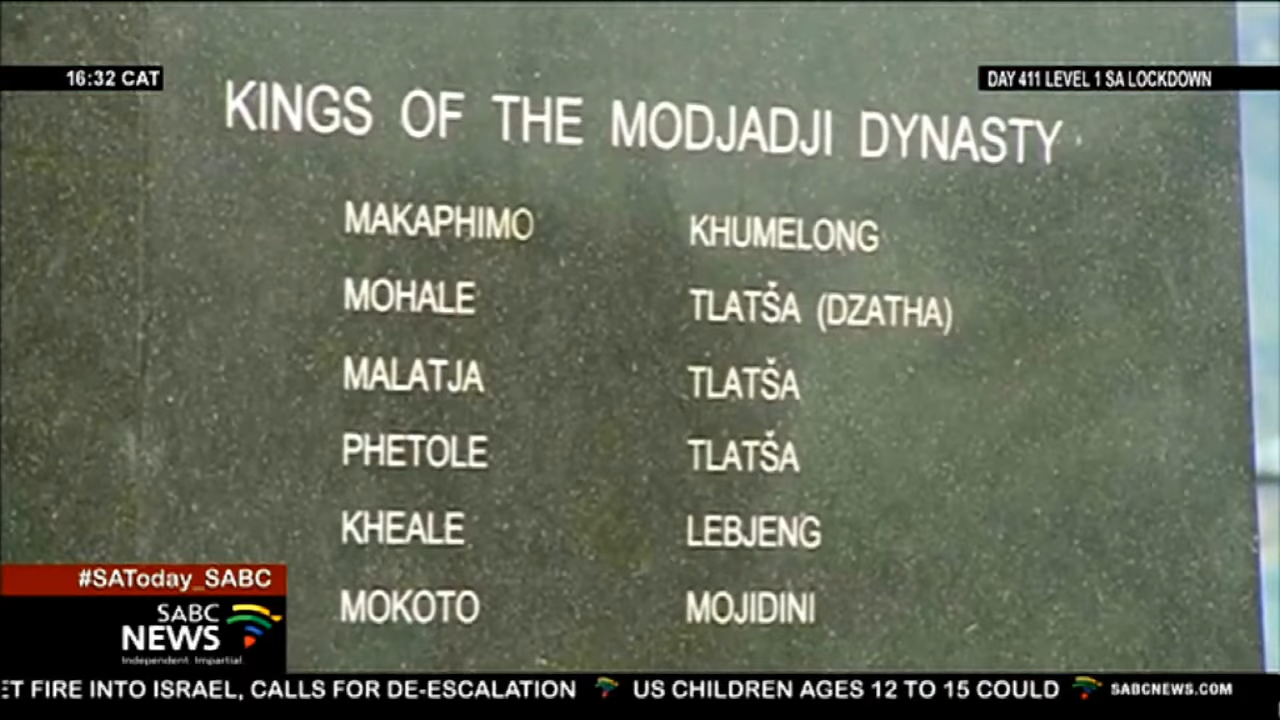 16:32 CAT
DAY 411 LEVEL 1 SA LOCKDOWN
KINGS OF THE MODJADJI DYNASTY
MAKAPHIMO KHUMELONG
MOHALE TLATŠA (DZATHA)
MALATJA TLATŠA
PHETOLE TLATŠA
KHEALE LEBJENG
MOKOTO MOJIDINI
#SAToday_SABC
SABC
NEWS
Independent. Impartial.
FIRE INTO ISRAEL, CALLS FOR DE-ESCALATION US CHILDREN AGES 12 TO 15 COULD SABCNEWS.COM